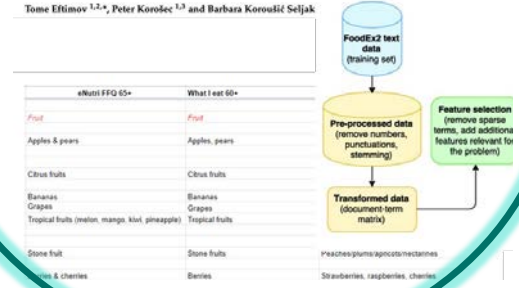 Tome Eftimov 1,2,*, Peter Korošec 1,3 and Barbara Koroušić Seljak
eNutri FFQ 65+ What I eat 60+
Fruit Fruit
Apples & pears Apples, pears
Citrus fruits Citrus fruits
Bananas Bananas
Grapes Grapes
Tropical fruits (melon, mango, kiwi, pineapple) Tropical fruits
Stone fruit Stone fruits Peaches/plums/apricots/nectarines
& cherries Berries Strawberries, raspberries, cherries
FoodEx2 text
data
(training set)
Pre-processed data
(remove numbers,
punctuations,
stemming)
Transformed data
(document-term
matrix)
Feature selection
(remove sparse
terms, add additiona
features relevant for
the problem)